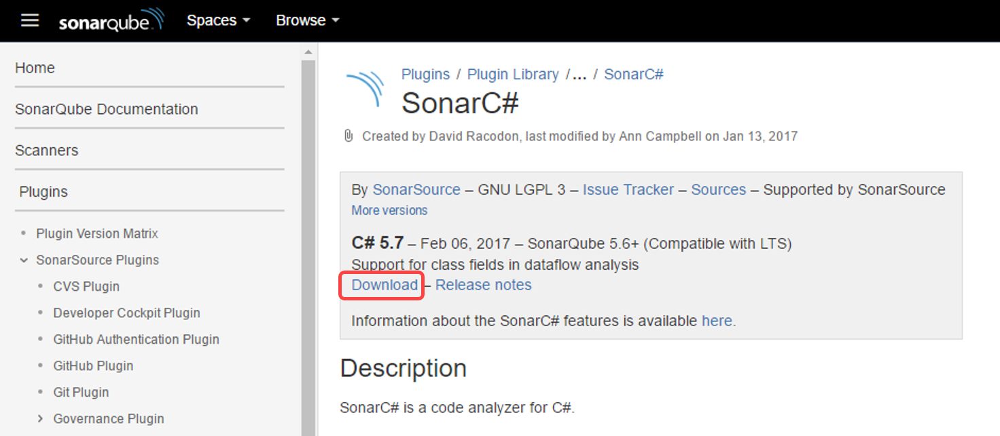 sonarqube Spaces Browse
Home
SonarQube Documentation
Scanners
Plugins
• Plugin Version Matrix
SonarSource Plugins
• CVS Plugin
• Developer Cockpit Plugin
• GitHub Authentication Plugin
• GitHub Plugin
• Git Plugin
Governance Plugin
Plugins / Plugin Library /... / SonarC#
SonarC#
Created by David Racodon, last modified by Ann Campbell on Jan 13, 2017
By SonarSource – GNU LGPL 3 – Issue Tracker – Sources – Supported by SonarSource
More versions
C# 5.7 – Feb 06, 2017 – SonarQube 5.6+ (Compatible with LTS)
Support for class fields in dataflow analysis
Download – Release notes
Information about the SonarC# features is available here.
Description
SonarC# is a code analyzer for C#.